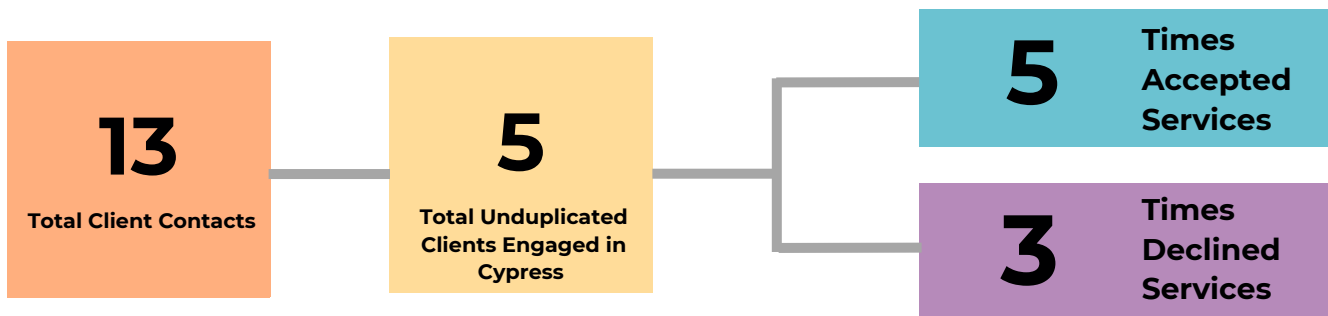 13
Total Client Contacts
5
Total Unduplicated
Clients Engaged in
Cypress
5
Times
Accepted
Services
3
Times
Declined
Services